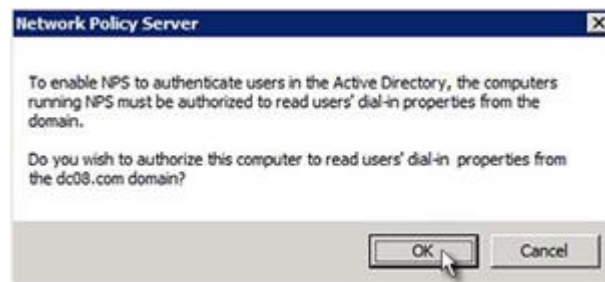 Network Policy Server
To enable NPS to authenticate users in the Active Directory, the computers
running NPS must be authorized to read users' dial-in properties from the
domain.
Do you wish to authorize this computer to read users' dial-in properties from
the dc08.com domain?
OK
Cancel